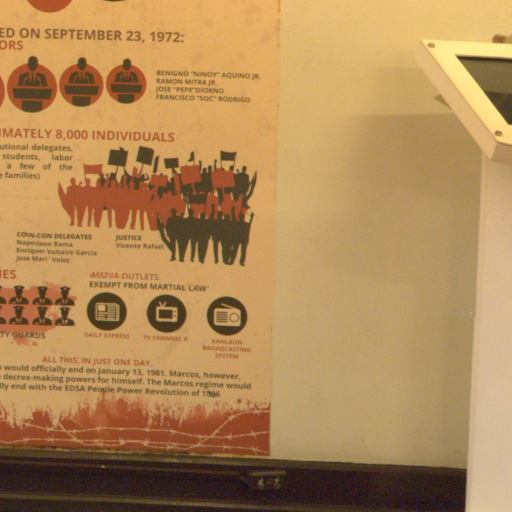 ED ON SEPTEMBER 23, 1972:
ORS
BENIGNO "NINOY" AQUINO JR.
RAMON MITRA JR.
JOSE "PEPE" DIOKNO
FRANCISCO "SOC" RODRIGO
IMATELY 8,000 INDIVIDUALS
utional delegates,
students, labor
a few of the
e families)
CON-CON DELEGATES
Napoleon Rama
Enrique Voltaire Garcia
Jose Mari Velez
JUSTICE
Vicente Rafael
IES
MEDIA OUTLETS
EXEMPT FROM MARTIAL LAW
TY GUARDS
DAILY EXPRESS
TV CHANNEL 9
KANLAON
BROADCASTING
SYSTEM
ALL THIS, IN JUST ONE DAY.
would officially end on January 13, 1981. Marcos, however,
decree-making powers for himself. The Marcos regime would
lly end with the EDSA People Power Revolution of 1986